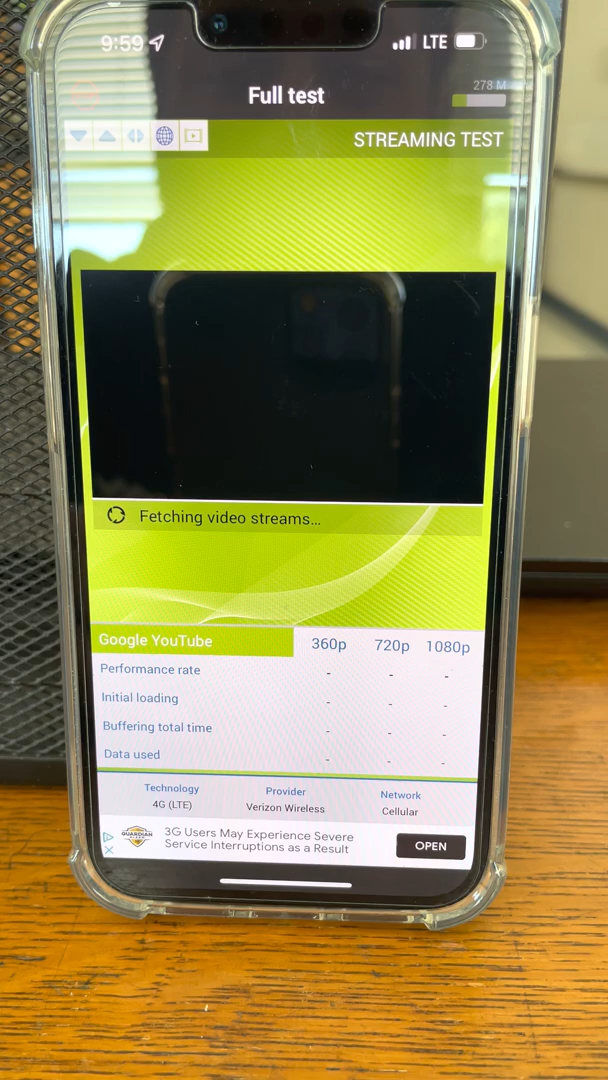 9:59
LTE
Full test
278 M
STREAMING TEST
Fetching video streams...
Google YouTube 360p 720p 1080p
Performance rate - - -
Initial loading - - -
Buffering total time - - -
Data used - - -
Technology Provider Network
4G (LTE) Verizon Wireless Cellular
GUARDIAN
3G Users May Experience Severe
Service Interruptions as a Result
OPEN